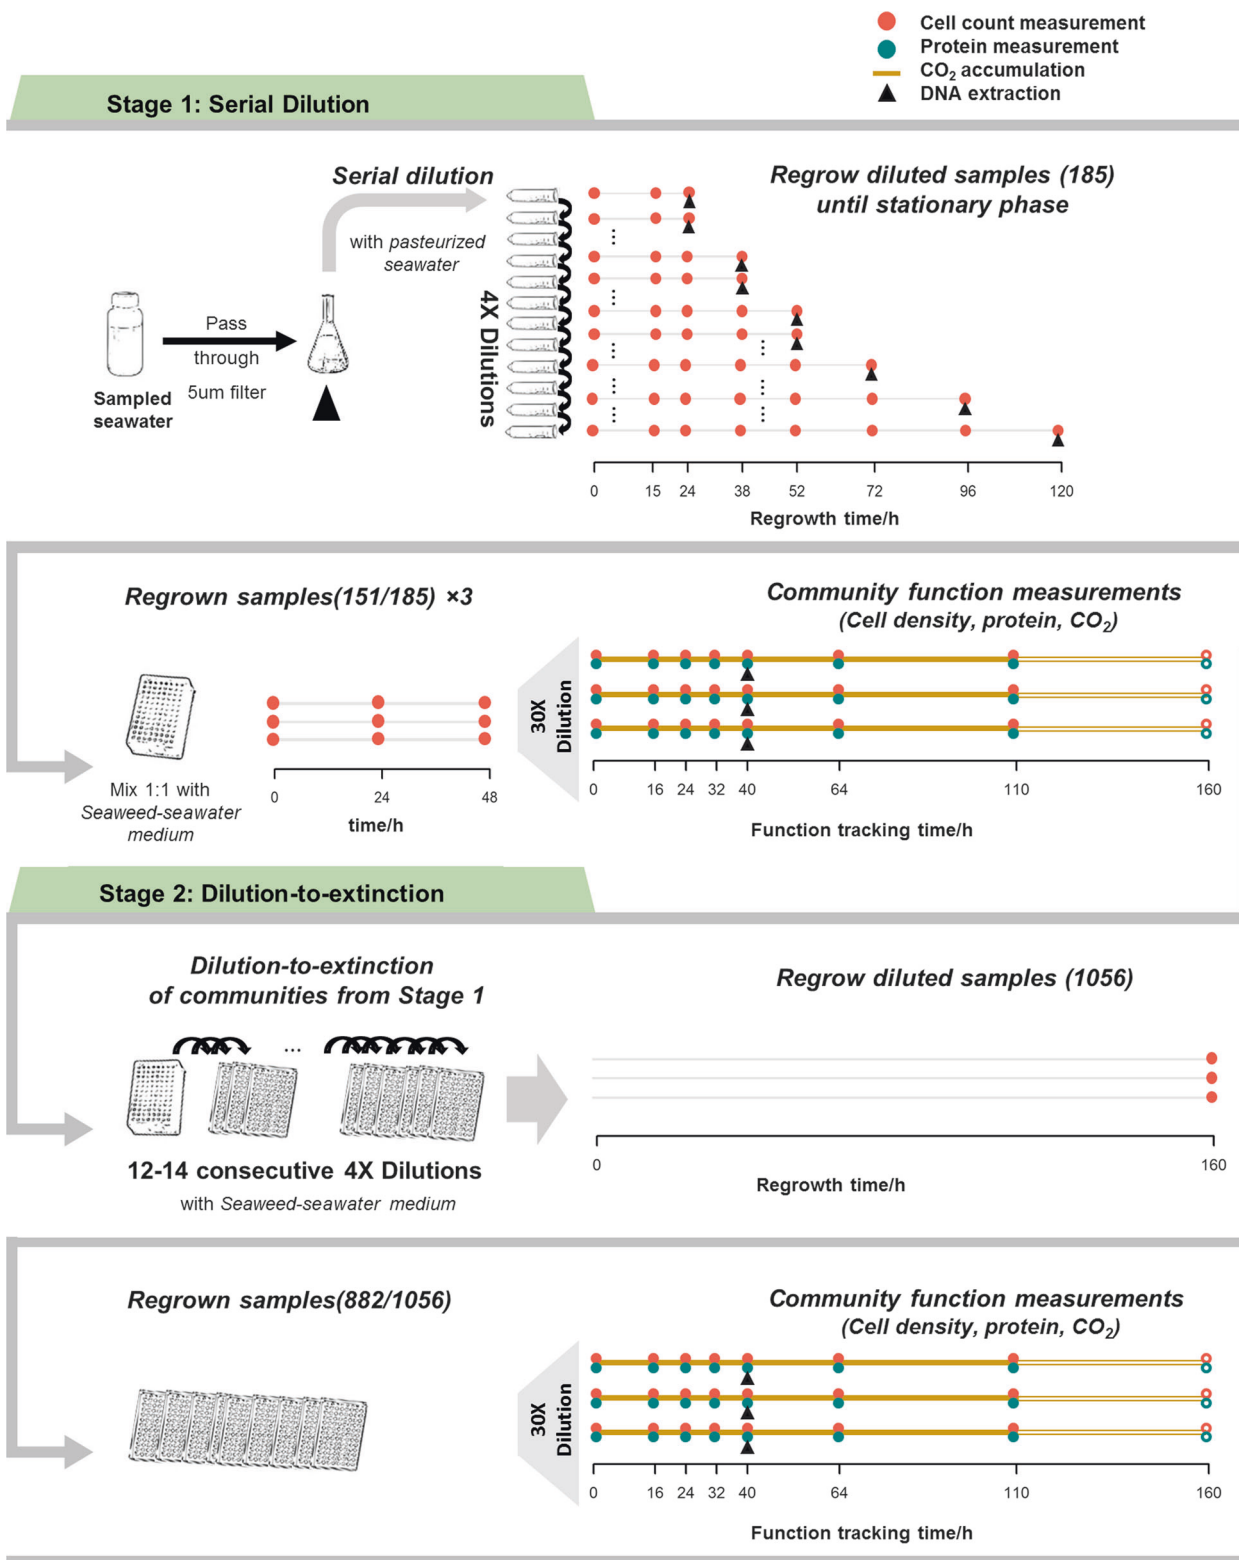 Cell count measurement
Protein measurement
CO₂ accumulation
DNA extraction
Stage 1: Serial Dilution
Serial dilution
with pasteurized
seawater
Regrow diluted samples (185)
until stationary phase
Pass
through
5um filter
Sampled
seawater
4X Dilutions
0 15 24 38 52 72 96 120
Regrowth time/h
Regrown samples(151/185) ×3
Community function measurements
(Cell density, protein, CO₂)
Mix 1:1 with
Seaweed-seawater
medium
0 24 48
time/h
30X
Dilution
0 16 24 32 40 64 110 160
Function tracking time/h
Stage 2: Dilution-to-extinction
Dilution-to-extinction
of communities from Stage 1
...
12-14 consecutive 4X Dilutions
with Seaweed-seawater medium
Regrow diluted samples (1056)
0 160
Regrowth time/h
Regrown samples(882/1056)
Community function measurements
(Cell density, protein, CO₂)
30X
Dilution
0 16 24 32 40 64 110 160
Function tracking time/h